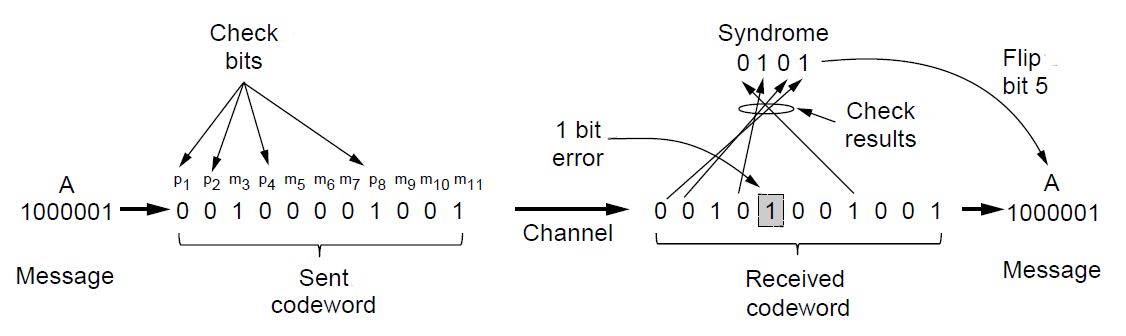 Check
bits
Syndrome
0 1 0 1
Flip
bit 5
1 bit
error
Check
results
p1 p2 m3 p4 m5 m6 m7 p8 m9 m10 m11
A
1000001
0 0 1 0 0 0 0 1 0 0 1
Channel
0 0 1 0 1 0 0 1 0 0 1
A
1000001
Message
Sent
codeword
Received
codeword
Message